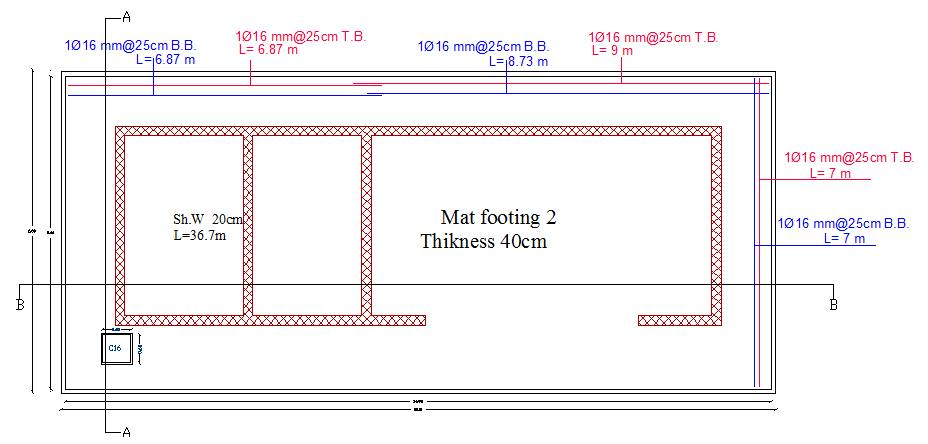 A
1Ø16 mm@25cm B.B.
L= 6.87 m
1Ø16 mm@25cm T.B.
L= 6.87 m
1Ø16 mm@25cm B.B.
L= 8.73 m
1Ø16 mm@25cm T.B.
L= 9 m
1Ø16 mm@25cm T.B.
L= 7 m
Sh.W 20cm
L=36.7m
Mat footing 2
Thikness 40cm
1Ø16 mm@25cm B.B.
L= 7 m
B
B
C16
A